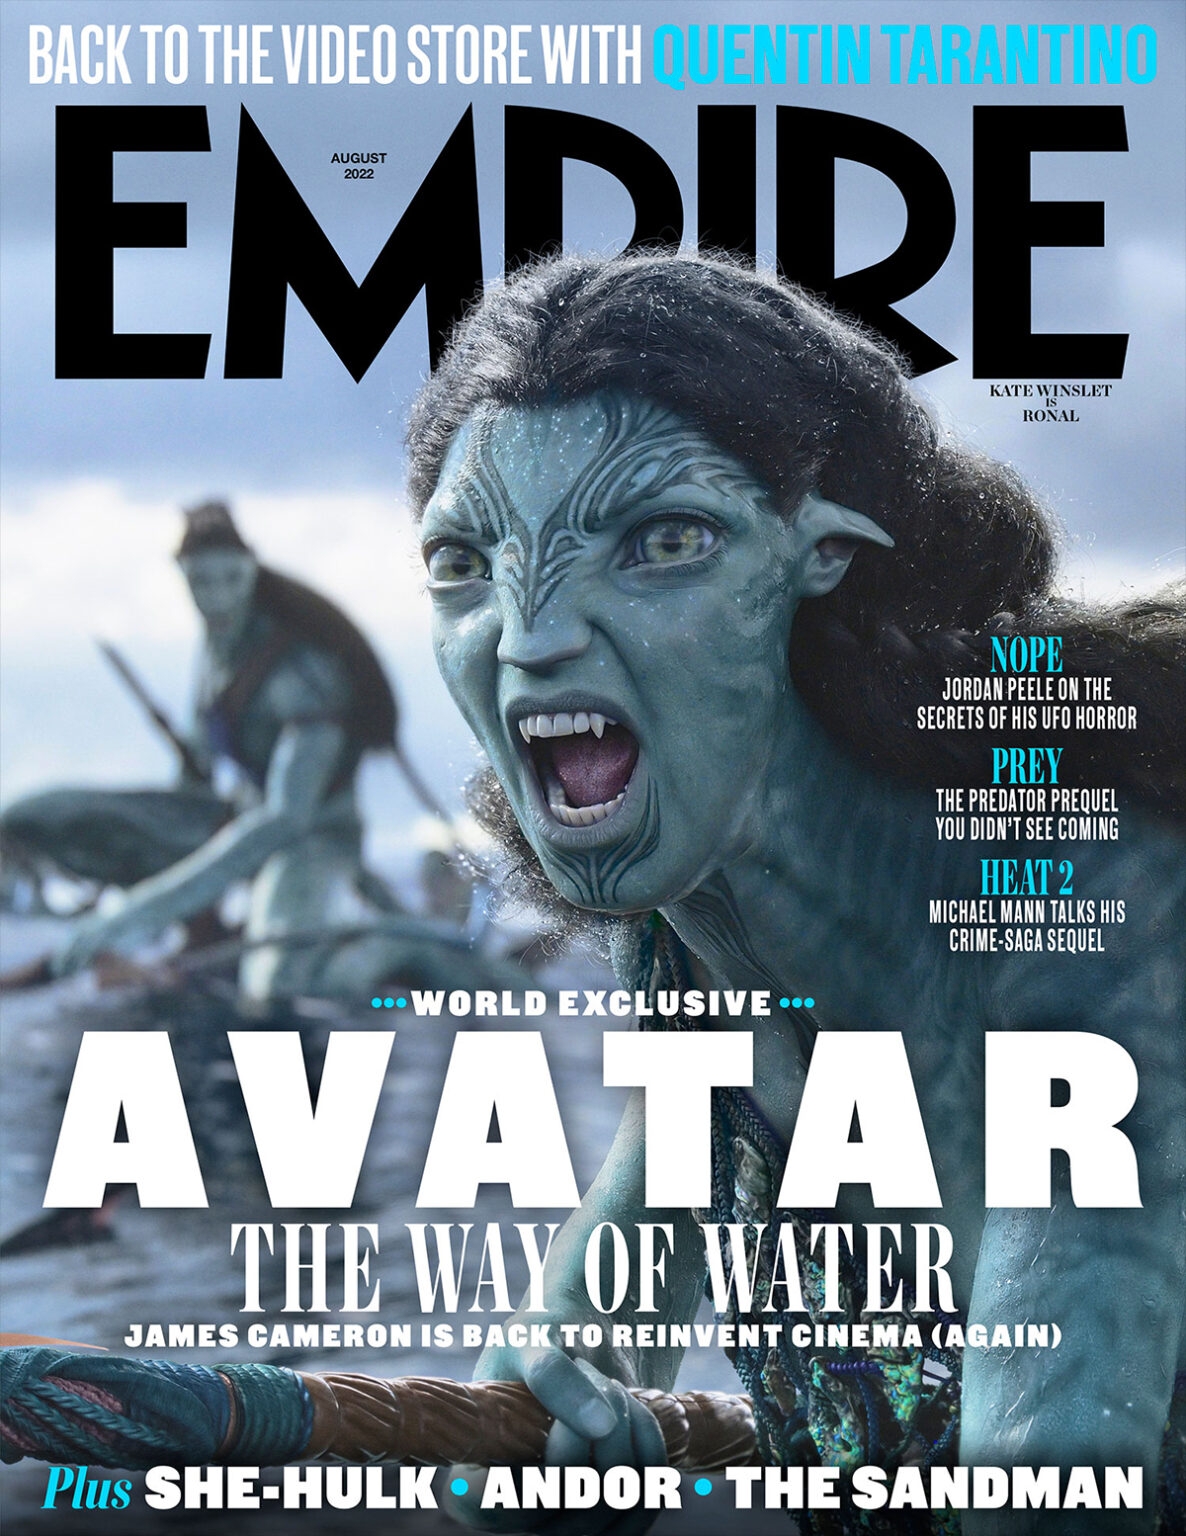 BACK TO THE VIDEO STORE WITH QUENTIN TARANTINO
EMPIRE
AUGUST
2022
KATE WINSLET
IS
RONAL
NOPE
JORDAN PEELE ON THE
SECRETS OF HIS UFO HORROR
PREY
THE PREDATOR PREQUEL
YOU DIDN'T SEE COMING
HEAT 2
MICHAEL MANN TALKS HIS
CRIME-SAGA SEQUEL
•••WORLD EXCLUSIVE•••
AVATAR
THE WAY OF WATER
JAMES CAMERON IS BACK TO REINVENT CINEMA (AGAIN)
Plus SHE-HULK • ANDOR • THE SANDMAN